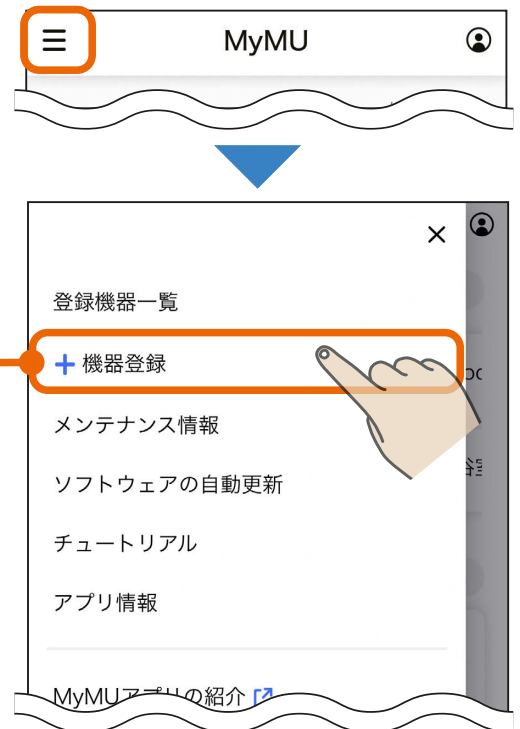 MyMU
登録機器一覧
+ 機器登録
メンテナンス情報
ソフトウェアの自動更新
チュートリアル
アプリ情報
MyMUアプリの紹介